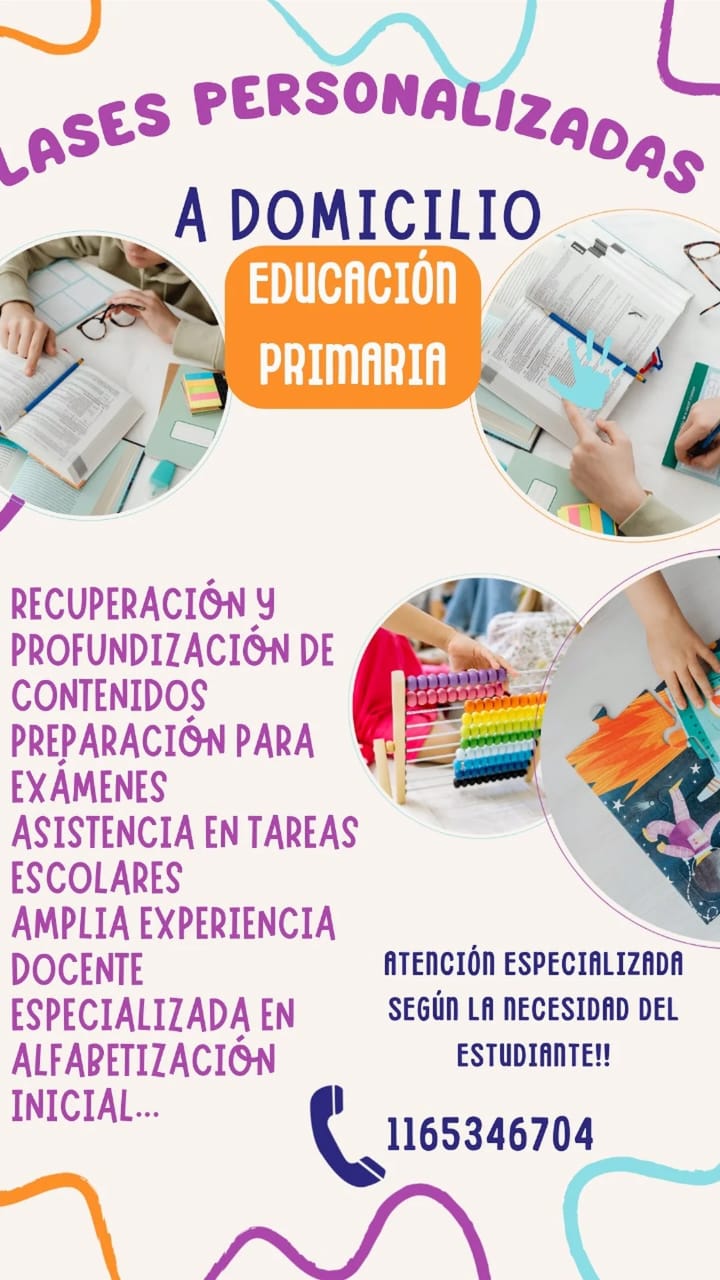 LASES PERSONALIZADAS
A DOMICILIO
EDUCACIÓN
PRIMARIA
RECUPERACIÓN Y
PROFUNDIZACIÓN DE
CONTENIDOS
PREPARACIÓN PARA
EXÁMENES
ASISTENCIA EN TAREAS
ESCOLARES
AMPLIA EXPERIENCIA
DOCENTE
ESPECIALIZADA EN
ALFABETIZACIÓN
INICIAL...
ATENCIÓN ESPECIALIZADA
SEGÚN LA NECESIDAD DEL
ESTUDIANTE!!
1165346704